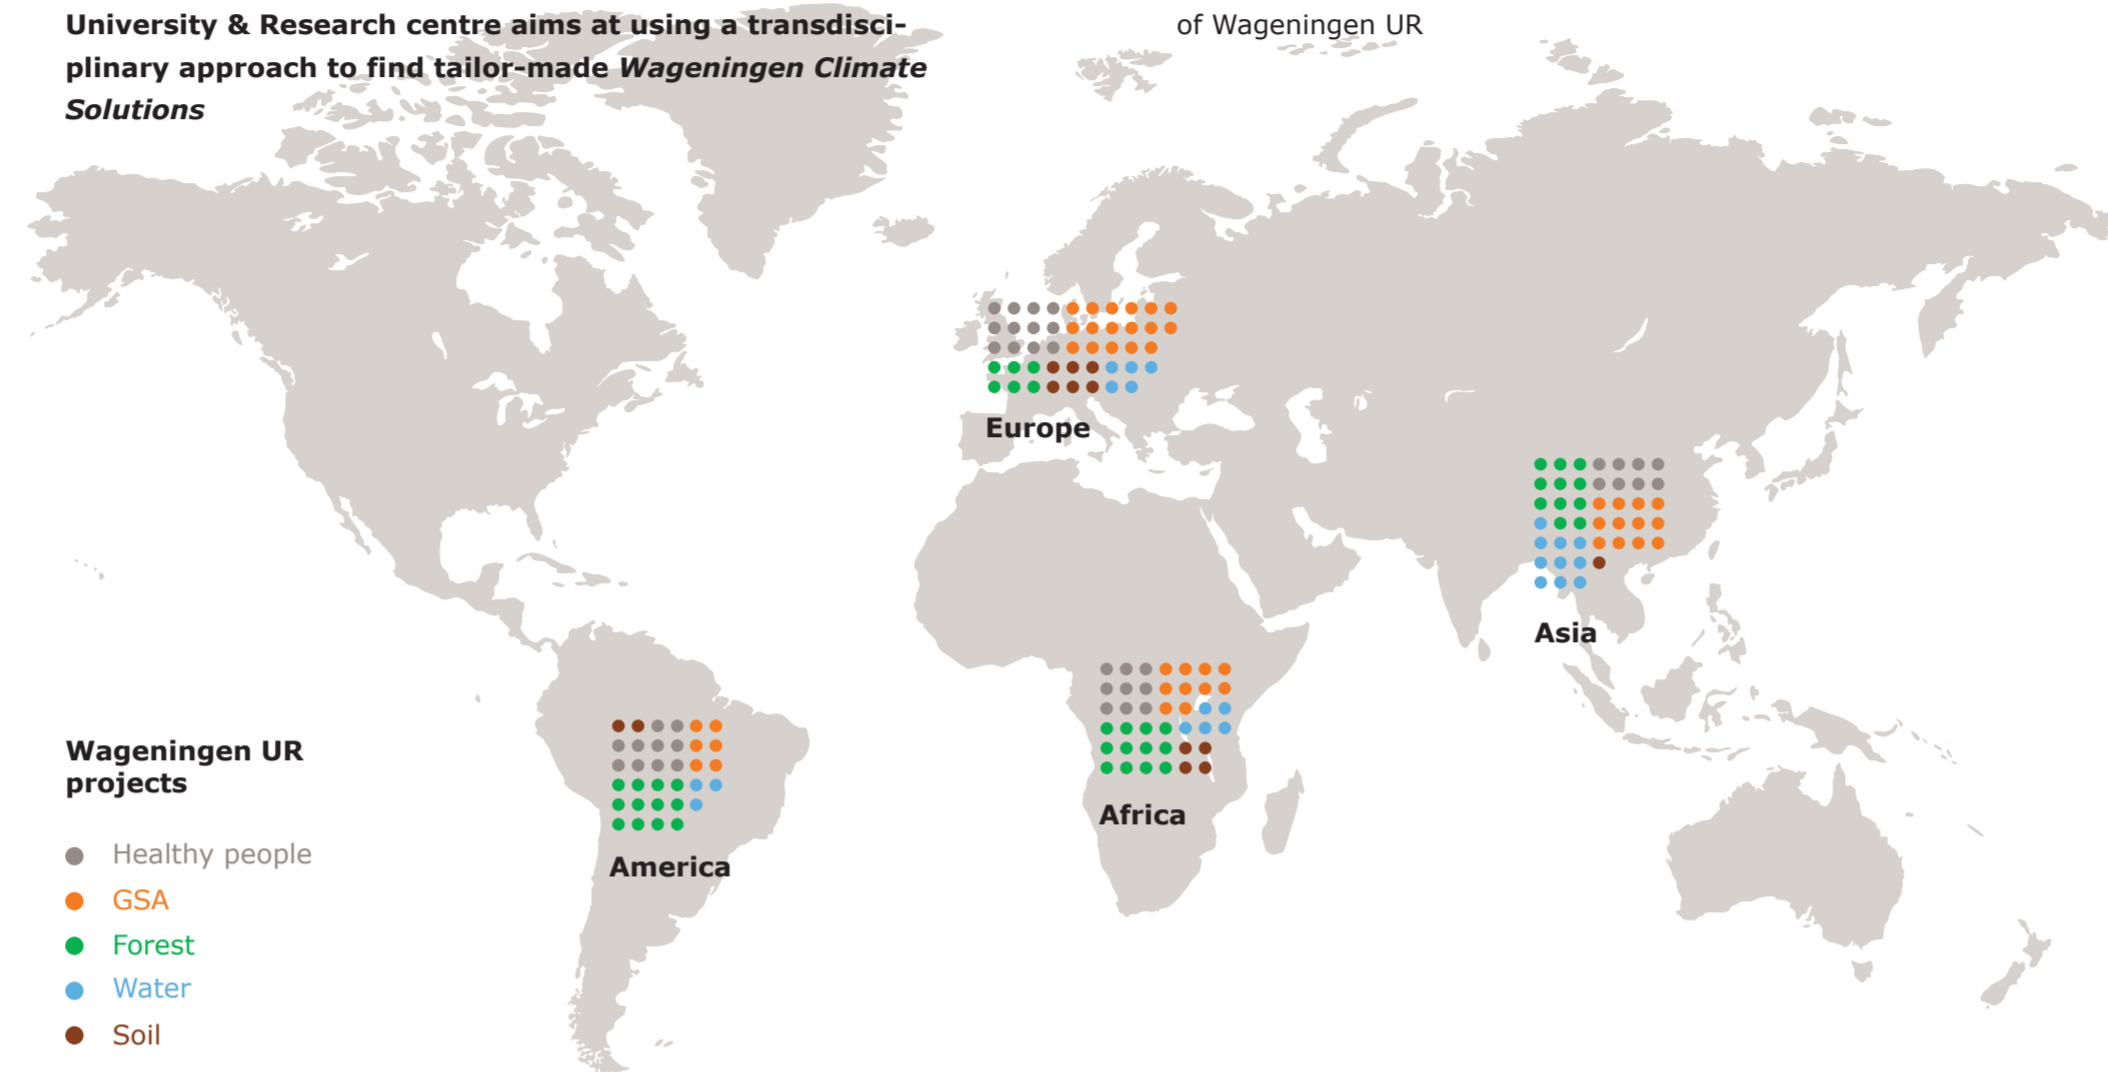 University & Research centre aims at using a transdisci-
plinary approach to find tailor-made Wageningen Climate
Solutions
of Wageningen UR
Europe
Asia
Africa
America
Wageningen UR
projects
Healthy people
GSA
Forest
Water
Soil